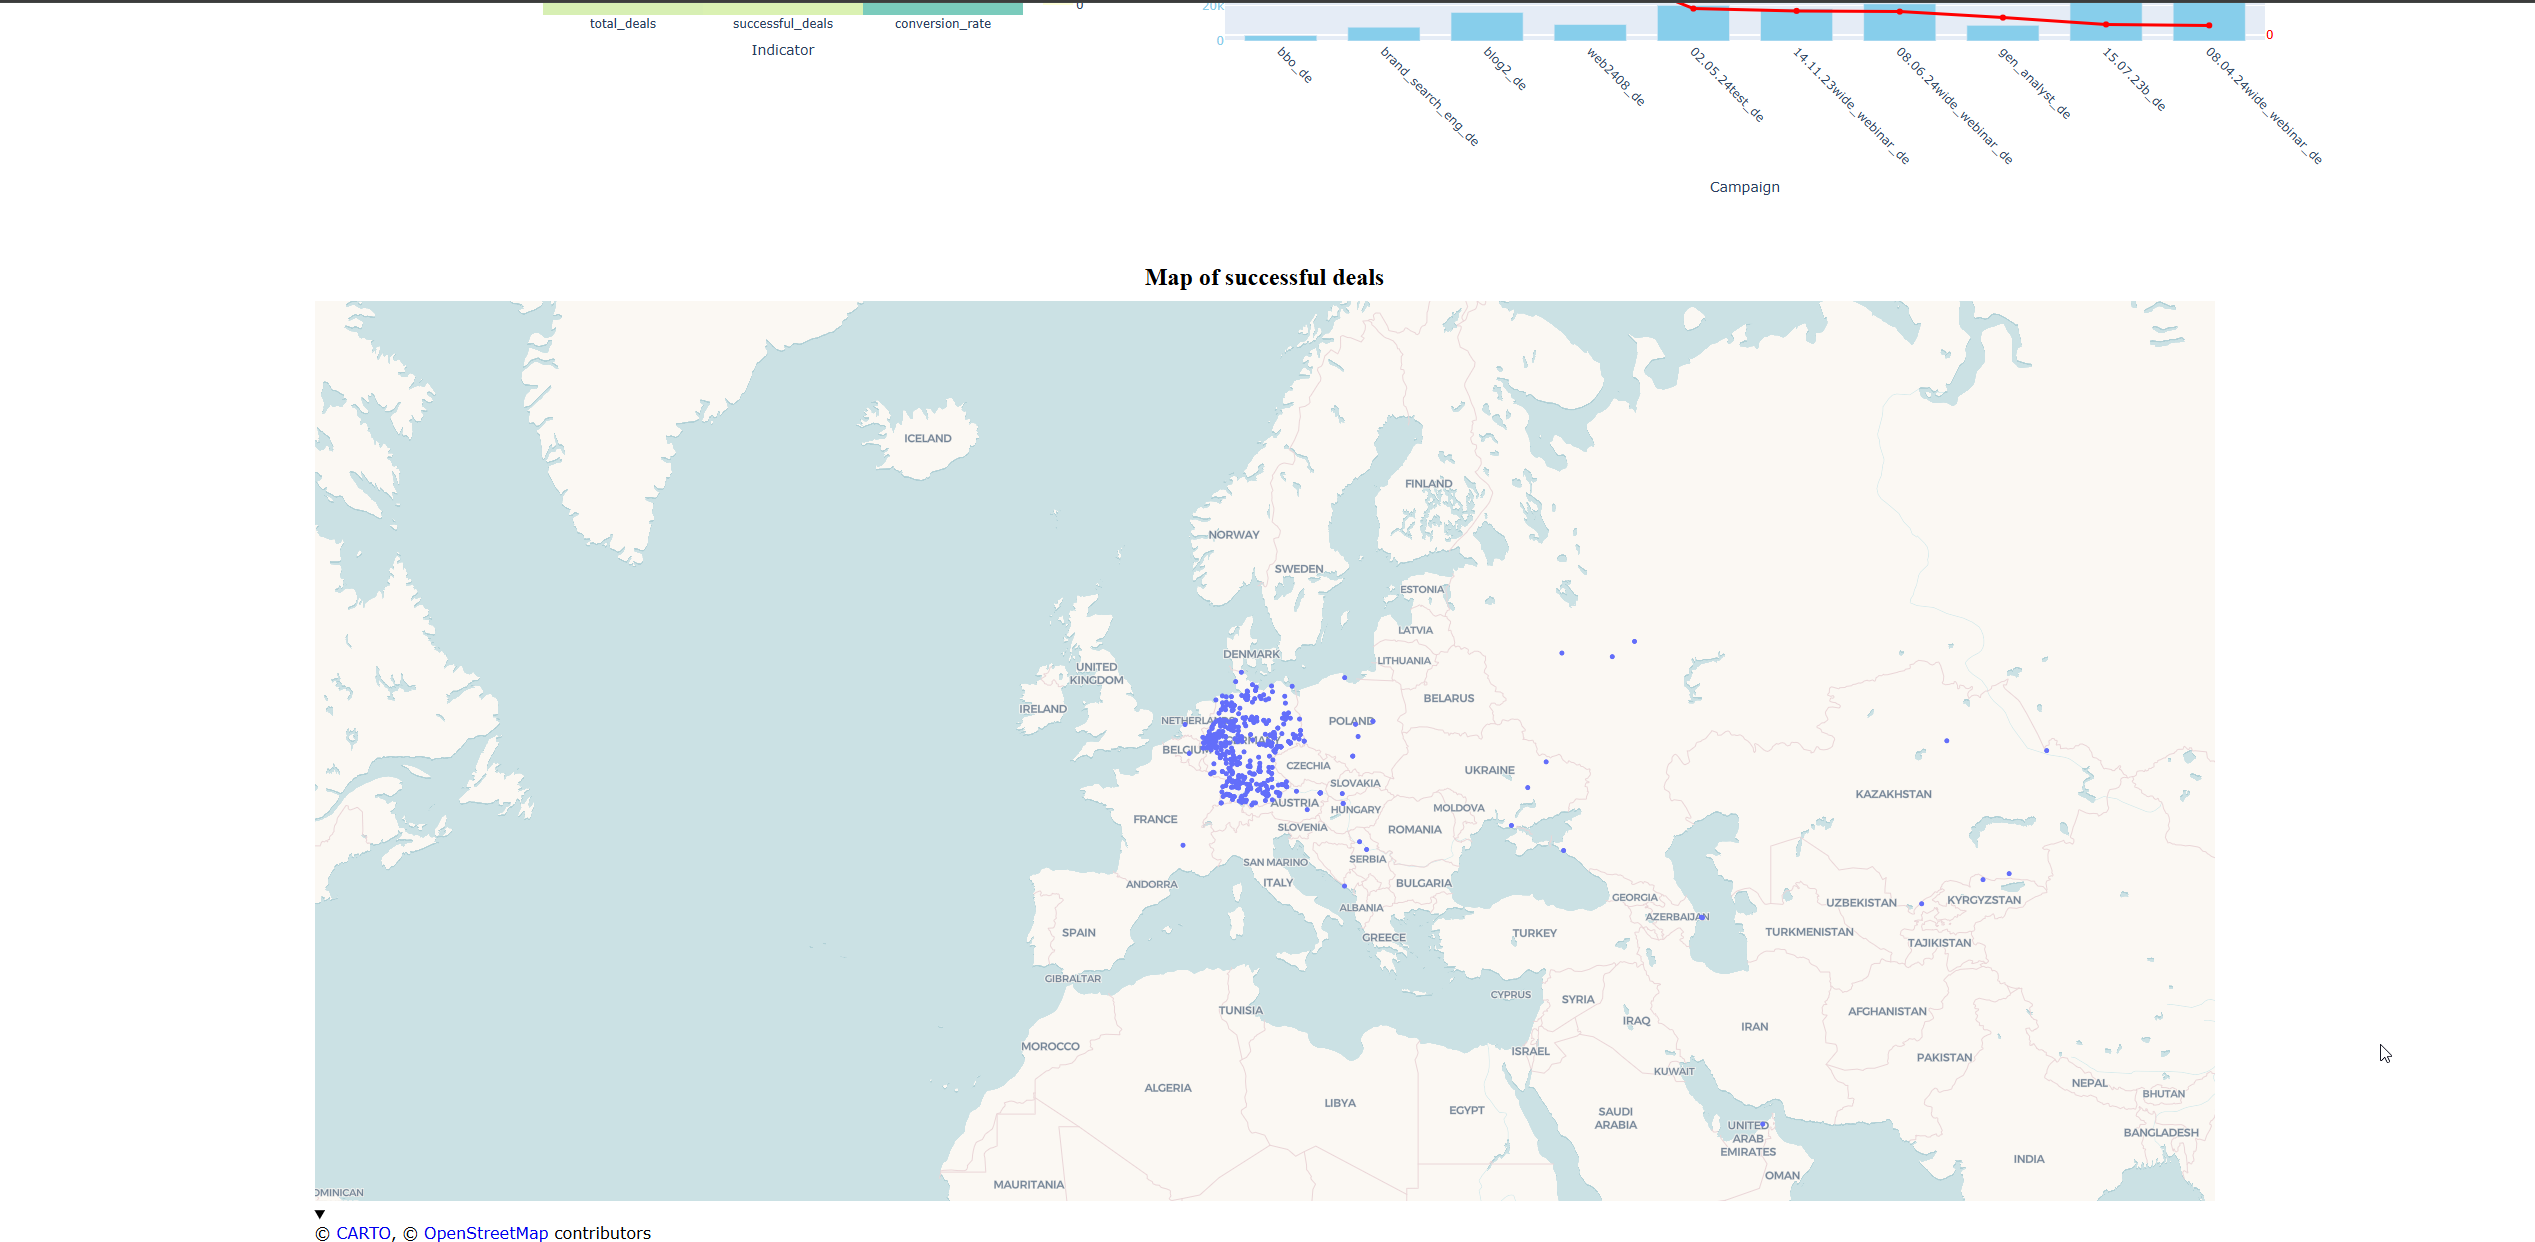 total_deals
successful_deals
conversion_rate
Indicator
0
20k
0
0
bbo_de
brand_search_eng_de
blog2_de
web2408_de
02.05.24test_de
14.11.23wide_webinar_de
08.06.24wide_webinar_de
gen_analyst_de
15.07.23b_de
08.04.24wide_webinar_de
Campaign
Map of successful deals
ICELAND
FINLAND
NORWAY
SWEDEN
ESTONIA
LATVIA
DENMARK
LITHUANIA
UNITED
KINGDOM
BELARUS
IRELAND
NETHERLANDS
POLAND
GERMANY
BELGIUM
CZECHIA
UKRAINE
SLOVAKIA
KAZAKHSTAN
AUSTRIA
HUNGARY
MOLDOVA
FRANCE
SLOVENIA
ROMANIA
SAN MARINO
SERBIA
ANDORRA
ITALY
BULGARIA
GEORGIA
KYRGYZSTAN
UZBEKISTAN
ALBANIA
AZERBAIJAN
SPAIN
GREECE
TURKEY
TURKMENISTAN
TAJIKISTAN
GIBRALTAR
CYPRUS
SYRIA
TUNISIA
AFGHANISTAN
IRAQ
IRAN
MOROCCO
ISRAEL
PAKISTAN
KUWAIT
ALGERIA
NEPAL
BHUTAN
LIBYA
EGYPT
SAUDI
ARABIA
UNITED
ARAB
EMIRATES
BANGLADESH
INDIA
OMAN
MAURITANIA
OMINICAN
© CARTO, © OpenStreetMap contributors